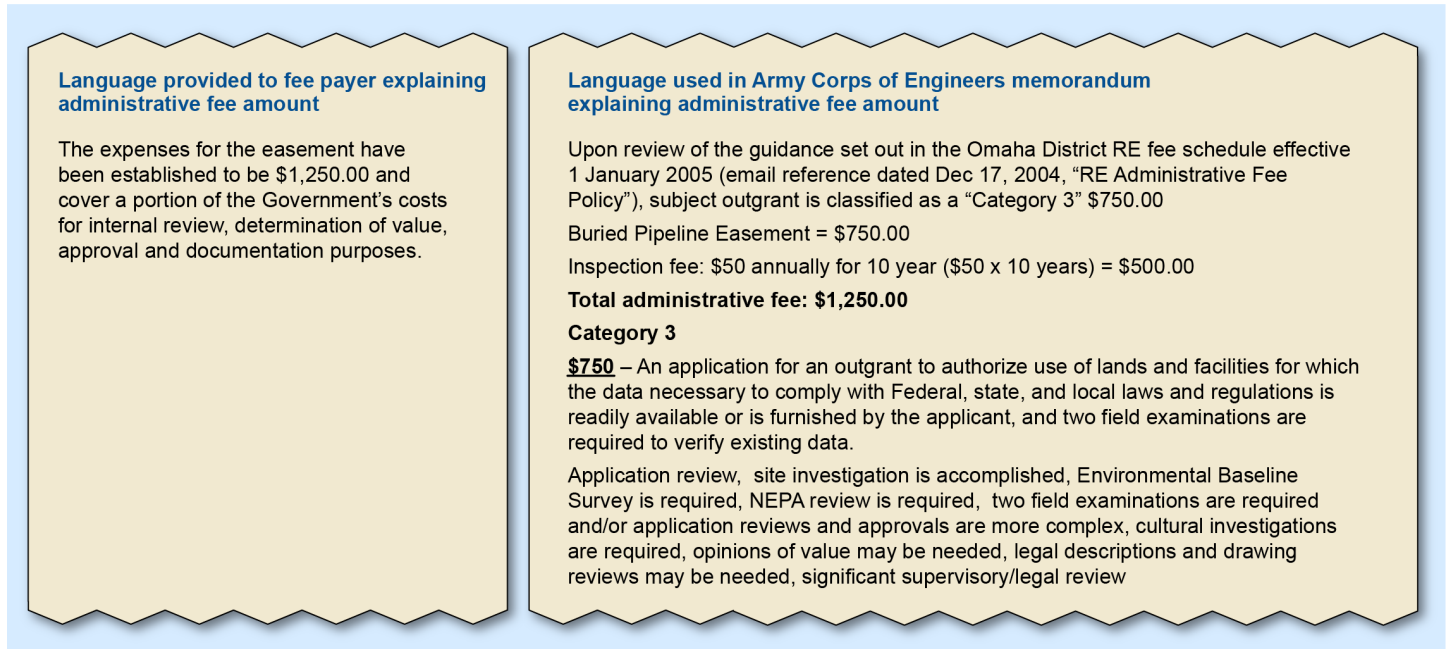 Language provided to fee payer explaining
administrative fee amount
The expenses for the easement have
been established to be $1,250.00 and
cover a portion of the Government’s costs
for internal review, determination of value,
approval and documentation purposes.
Language used in Army Corps of Engineers memorandum
explaining administrative fee amount
Upon review of the guidance set out in the Omaha District RE fee schedule effective
1 January 2005 (email reference dated Dec 17, 2004, “RE Administrative Fee
Policy”), subject outgrant is classified as a “Category 3” $750.00
Buried Pipeline Easement = $750.00
Inspection fee: $50 annually for 10 year ($50 x 10 years) = $500.00
Total administrative fee: $1,250.00
Category 3
$750 – An application for an outgrant to authorize use of lands and facilities for which
the data necessary to comply with Federal, state, and local laws and regulations is
readily available or is furnished by the applicant, and two field examinations are
required to verify existing data.
Application review,  site investigation is accomplished, Environmental Baseline
Survey is required, NEPA review is required,  two field examinations are required
and/or application reviews and approvals are more complex, cultural investigations
are required, opinions of value may be needed, legal descriptions and drawing
reviews may be needed, significant supervisory/legal review